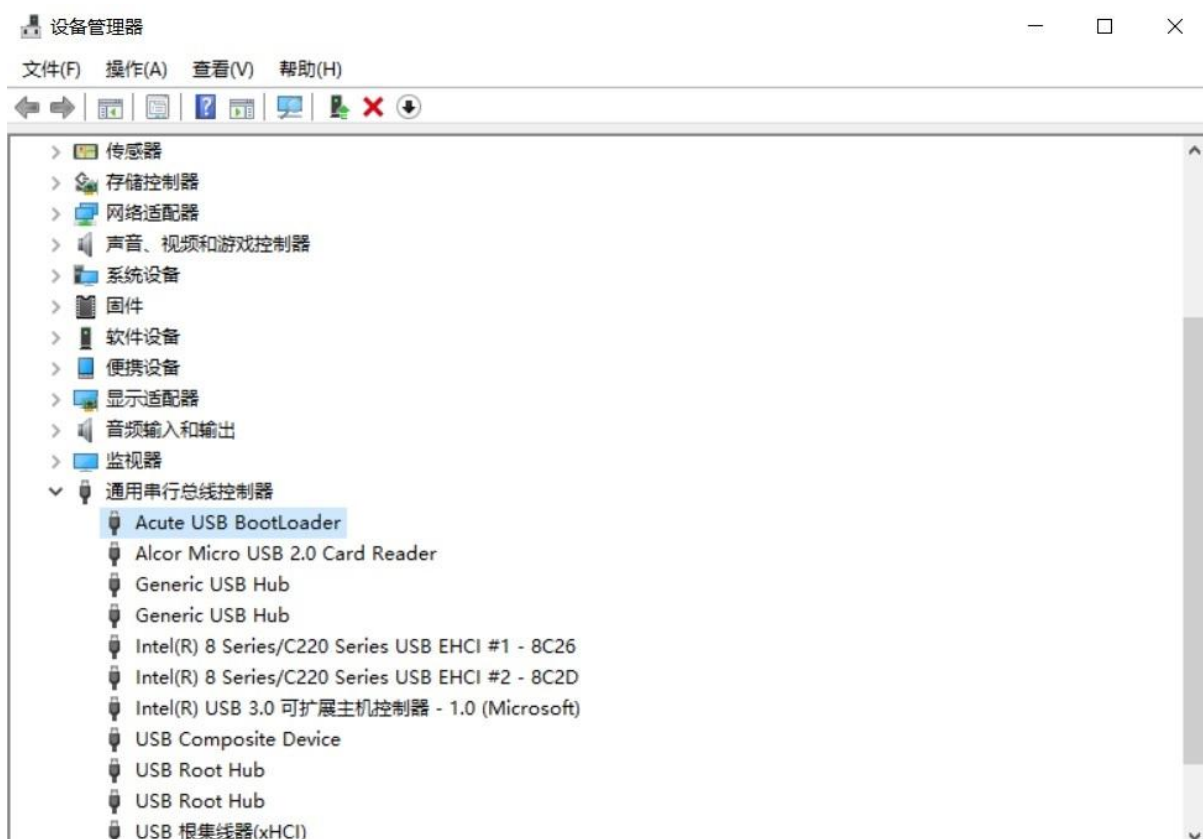 设备管理器
文件(F) 操作(A) 查看(V) 帮助(H)
传感器
存储控制器
网络适配器
声音、视频和游戏控制器
系统设备
固件
软件设备
便携设备
显示适配器
音频输入和输出
监视器
通用串行总线控制器
Acute USB BootLoader
Alcor Micro USB 2.0 Card Reader
Generic USB Hub
Generic USB Hub
Intel(R) 8 Series/C220 Series USB EHCI #1 - 8C26
Intel(R) 8 Series/C220 Series USB EHCI #2 - 8C2D
Intel(R) USB 3.0 可扩展主机控制器 - 1.0 (Microsoft)
USB Composite Device
USB Root Hub
USB Root Hub
USB 根集线器(xHCI)